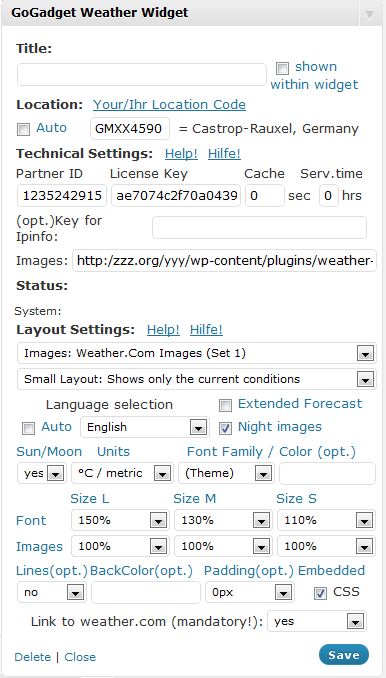 GoGadget Weather Widget
Title:
shown
within widget
Location: Your/Ihr Location Code
Auto GMXX4590 = Castrop-Rauxel, Germany
Technical Settings: Help! Hilfe!
Partner ID License Key Cache Serv.time
1235242915 ae7074c2f70a0439 0 sec 0 hrs
(opt.)Key for
Ipinfo:
Images: http:/zzz.org/yyy/wp-content/plugins/weather-
Status:
System:
Layout Settings: Help! Hilfe!
Images: Weather.Com Images (Set 1)
Small Layout: Shows only the current conditions
Language selection Extended Forecast
Auto English Night images
Sun/Moon Units Font Family / Color (opt.)
yes °C / metric (Theme)
Size L Size M Size S
Font 150% 130% 110%
Images 100% 100% 100%
Lines(opt.) BackColor(opt.) Padding(opt.) Embedded
no 0px CSS
Link to weather.com (mandatory!): yes
Delete | Close Save